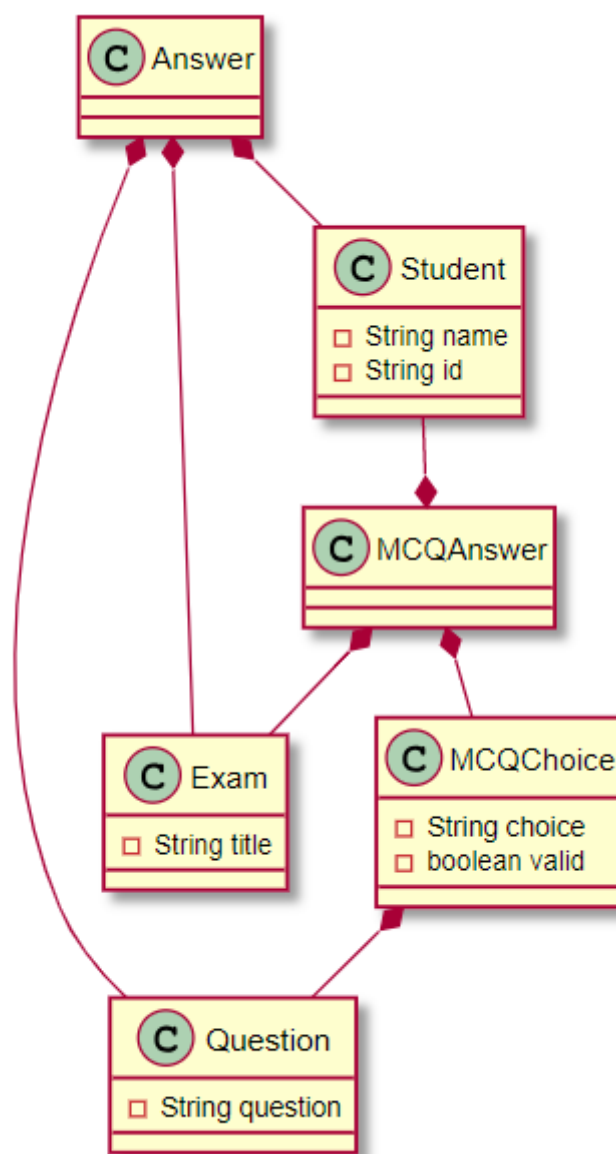 C Answer
C Student
String name
String id
C MCQAnswer
C Exam
String title
C MCQChoice
String choice
boolean valid
C Question
String question